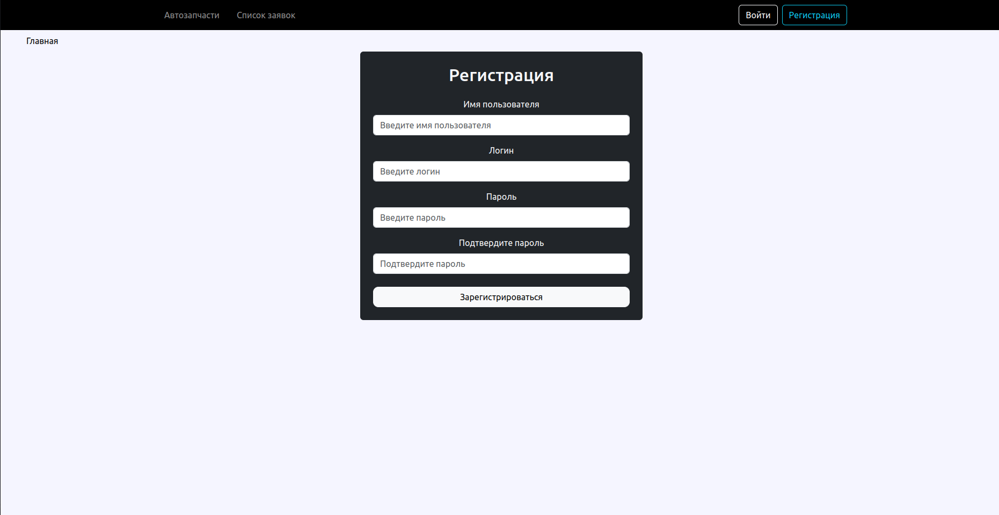 Автозапчасти Список заявок Войти Регистрация
Главная
Регистрация
Имя пользователя
Введите имя пользователя
Логин
Введите логин
Пароль
Введите пароль
Подтвердите пароль
Подтвердите пароль
Зарегистрироваться